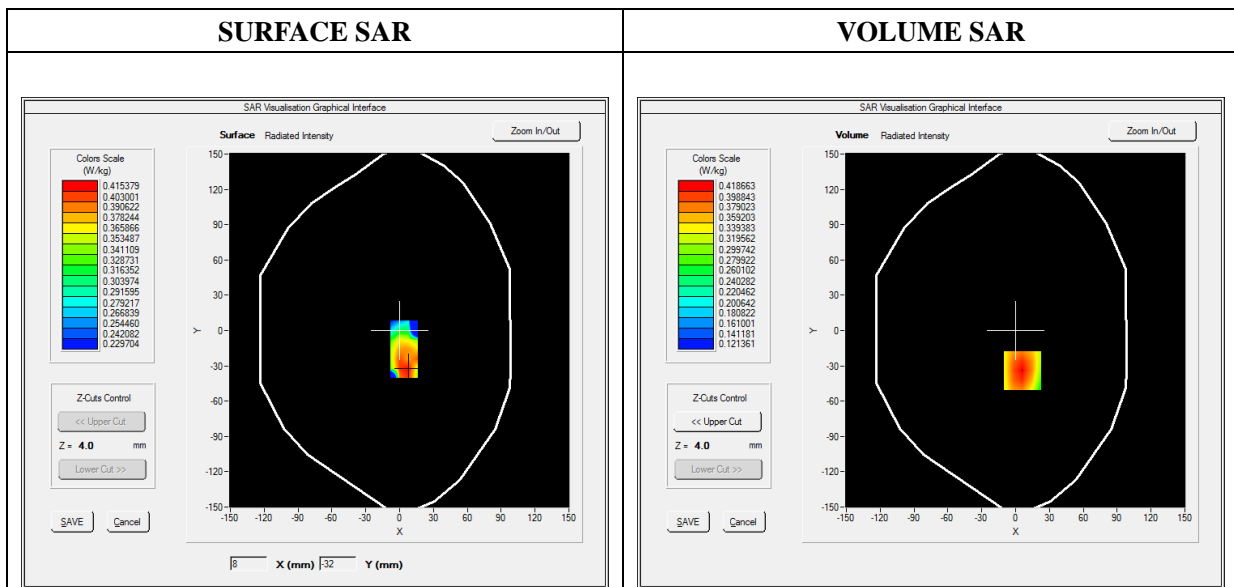 SURFACE SAR
VOLUME SAR
SAR Visualisation Graphical Interface
Surface Radiated Intensity
Zoom In/Out
Colors Scale
(W/kg)
0.415379
0.403001
0.390622
0.378244
0.365866
0.353487
0.341109
0.328731
0.316352
0.303974
0.291595
0.279217
0.266839
0.254460
0.242082
0.229704
150
120
90
60
30
0
-30
-60
-90
-120
-150
Y
-150 -120 -90 -60 -30 0 30 60 90 120 150
X
Z-Cuts Control
<< Upper Cut
Z = 4.0 mm
Lower Cut >>
SAVE Cancel
8 X (mm) -32 Y (mm)
SAR Visualisation Graphical Interface
Volume Radiated Intensity
Zoom In/Out
Colors Scale
(W/kg)
0.418663
0.398843
0.379023
0.359203
0.339383
0.319562
0.299742
0.279922
0.260102
0.240282
0.220462
0.200642
0.180822
0.161001
0.141181
0.121361
150
120
90
60
30
0
-30
-60
-90
-120
-150
Y
-150 -120 -90 -60 -30 0 30 60 90 120 150
X
Z-Cuts Control
<< Upper Cut
Z = 4.0 mm
Lower Cut >>
SAVE Cancel